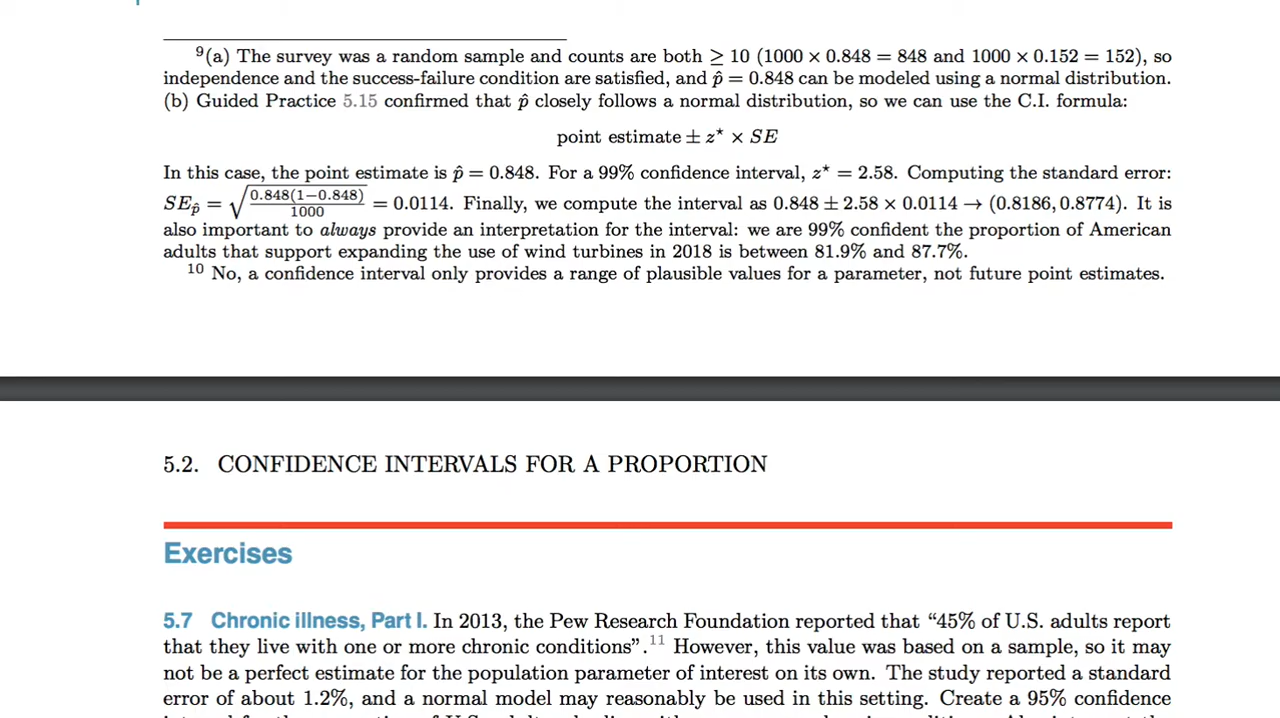 ⁹(a) The survey was a random sample and counts are both ≥ 10 (1000 × 0.848 = 848 and 1000 × 0.152 = 152), so
independence and the success-failure condition are satisfied, and p̂ = 0.848 can be modeled using a normal distribution.
(b) Guided Practice 5.15 confirmed that p̂ closely follows a normal distribution, so we can use the C.I. formula:
point estimate ± z* × SE
In this case, the point estimate is p̂ = 0.848. For a 99% confidence interval, z* = 2.58. Computing the standard error:
SE_p̂ = √(0.848(1−0.848)/1000) = 0.0114. Finally, we compute the interval as 0.848 ± 2.58 × 0.0114 → (0.8186, 0.8774). It is
also important to always provide an interpretation for the interval: we are 99% confident the proportion of American
adults that support expanding the use of wind turbines in 2018 is between 81.9% and 87.7%.
¹⁰ No, a confidence interval only provides a range of plausible values for a parameter, not future point estimates.
5.2. CONFIDENCE INTERVALS FOR A PROPORTION
Exercises
5.7 Chronic illness, Part I. In 2013, the Pew Research Foundation reported that “45% of U.S. adults report
that they live with one or more chronic conditions”.¹¹ However, this value was based on a sample, so it may
not be a perfect estimate for the population parameter of interest on its own. The study reported a standard
error of about 1.2%, and a normal model may reasonably be used in this setting. Create a 95% confidence